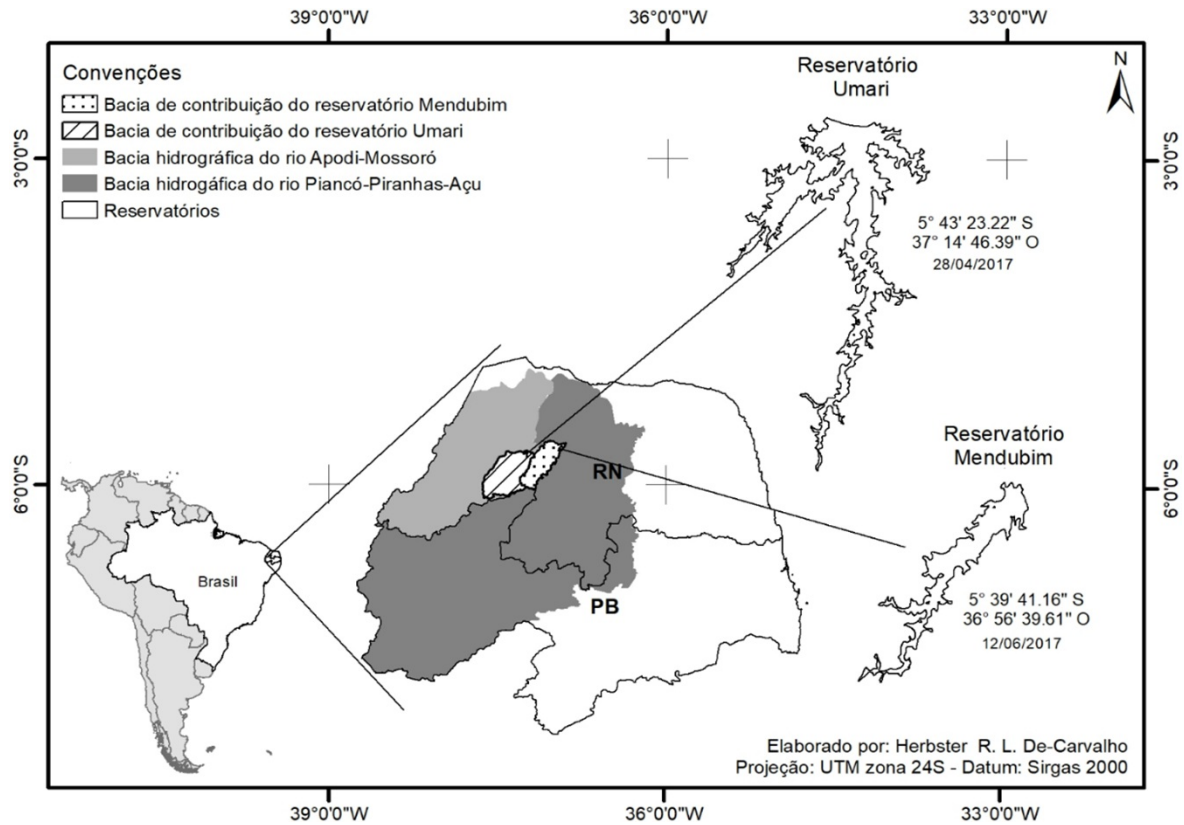 39°0'0"W
36°0'0"W
33°0'0"W
Convenções
Bacia de contribuição do reservatório Mendubim
Bacia de contribuição do resevatório Umari
Bacia hidrográfica do rio Apodi-Mossoró
Bacia hidrogáfica do rio Piancó-Piranhas-Açu
Reservatórios
Reservatório
Umari
N
3°0'0"S
3°0'0"S
5° 43' 23.22" S
37° 14' 46.39" O
28/04/2017
Reservatório
Mendubim
RN
6°0'0"S
6°0'0"S
Brasil
PB
5° 39' 41.16" S
36° 56' 39.61" O
12/06/2017
Elaborado por: Herbster R. L. De-Carvalho
Projeção: UTM zona 24S - Datum: Sirgas 2000
39°0'0"W
36°0'0"W
33°0'0"W